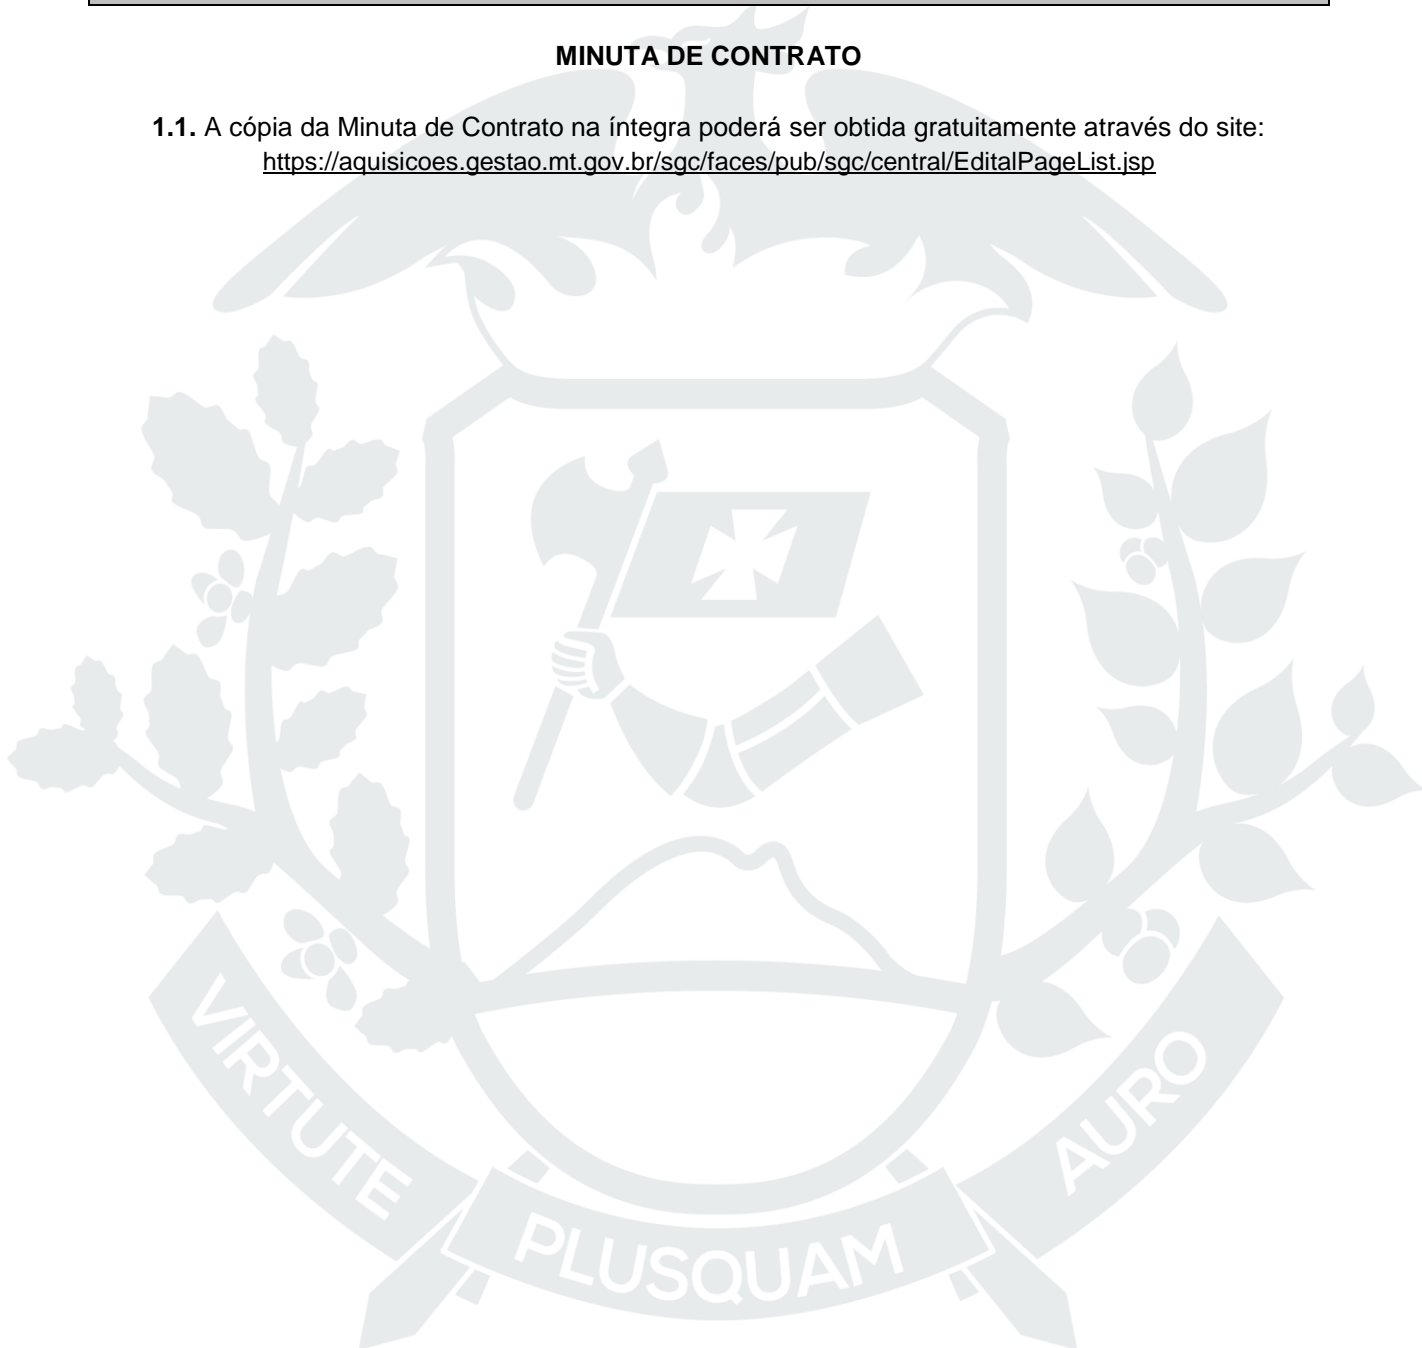 MINUTA DE CONTRATO
1.1. A cópia da Minuta de Contrato na íntegra poderá ser obtida gratuitamente através do site:
https://aquisicoes.gestao.mt.gov.br/sgc/faces/pub/sgc/central/EditalPageList.jsp
VIRTUTE
PLUSQUAM
AURO